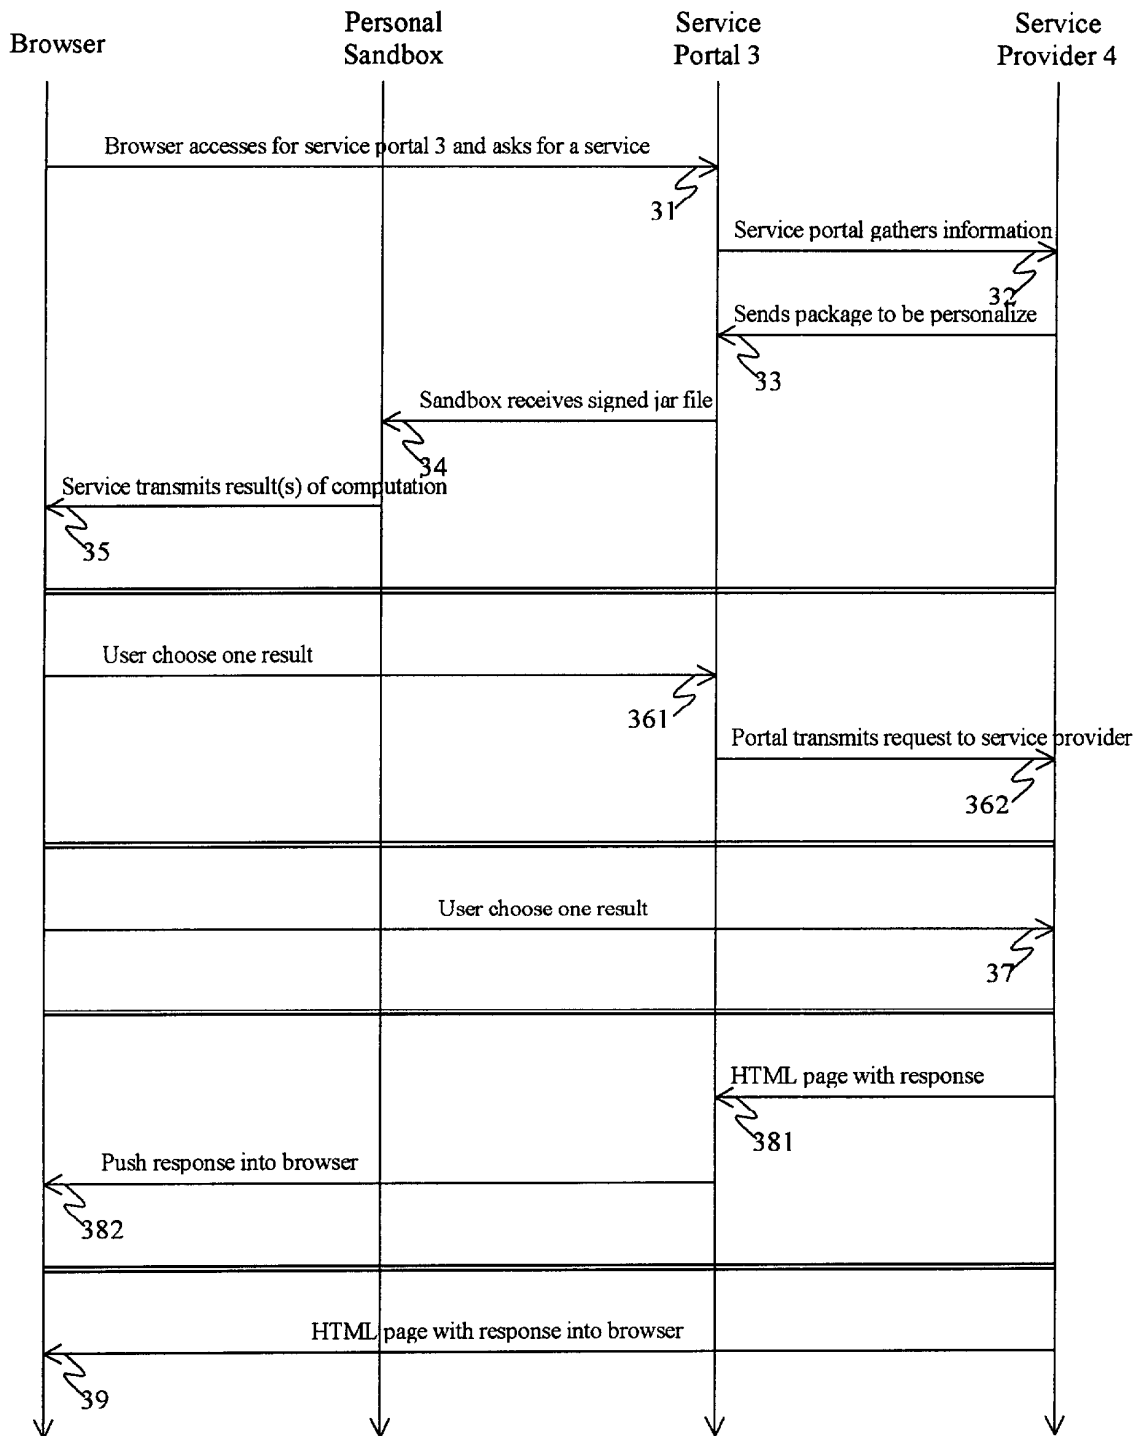 Browser
Personal
Sandbox
Service
Portal 3
Service
Provider 4
Browser accesses for service portal 3 and asks for a service
31
Service portal gathers information
32
Sends package to be personalize
33
Sandbox receives signed jar file
34
Service transmits result(s) of computation
35
User choose one result
361
Portal transmits request to service provider
362
User choose one result
37
HTML page with response
381
Push response into browser
382
HTML page with response into browser
39